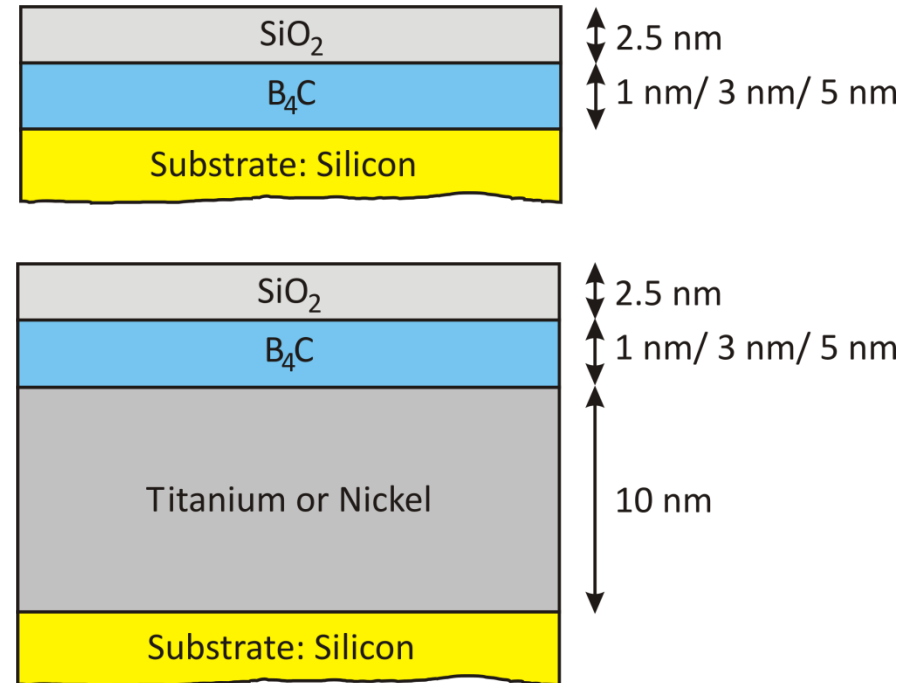 SiO₂
2.5 nm
B₄C
1 nm/ 3 nm/ 5 nm
Substrate: Silicon
SiO₂
2.5 nm
B₄C
1 nm/ 3 nm/ 5 nm
Titanium or Nickel
10 nm
Substrate: Silicon